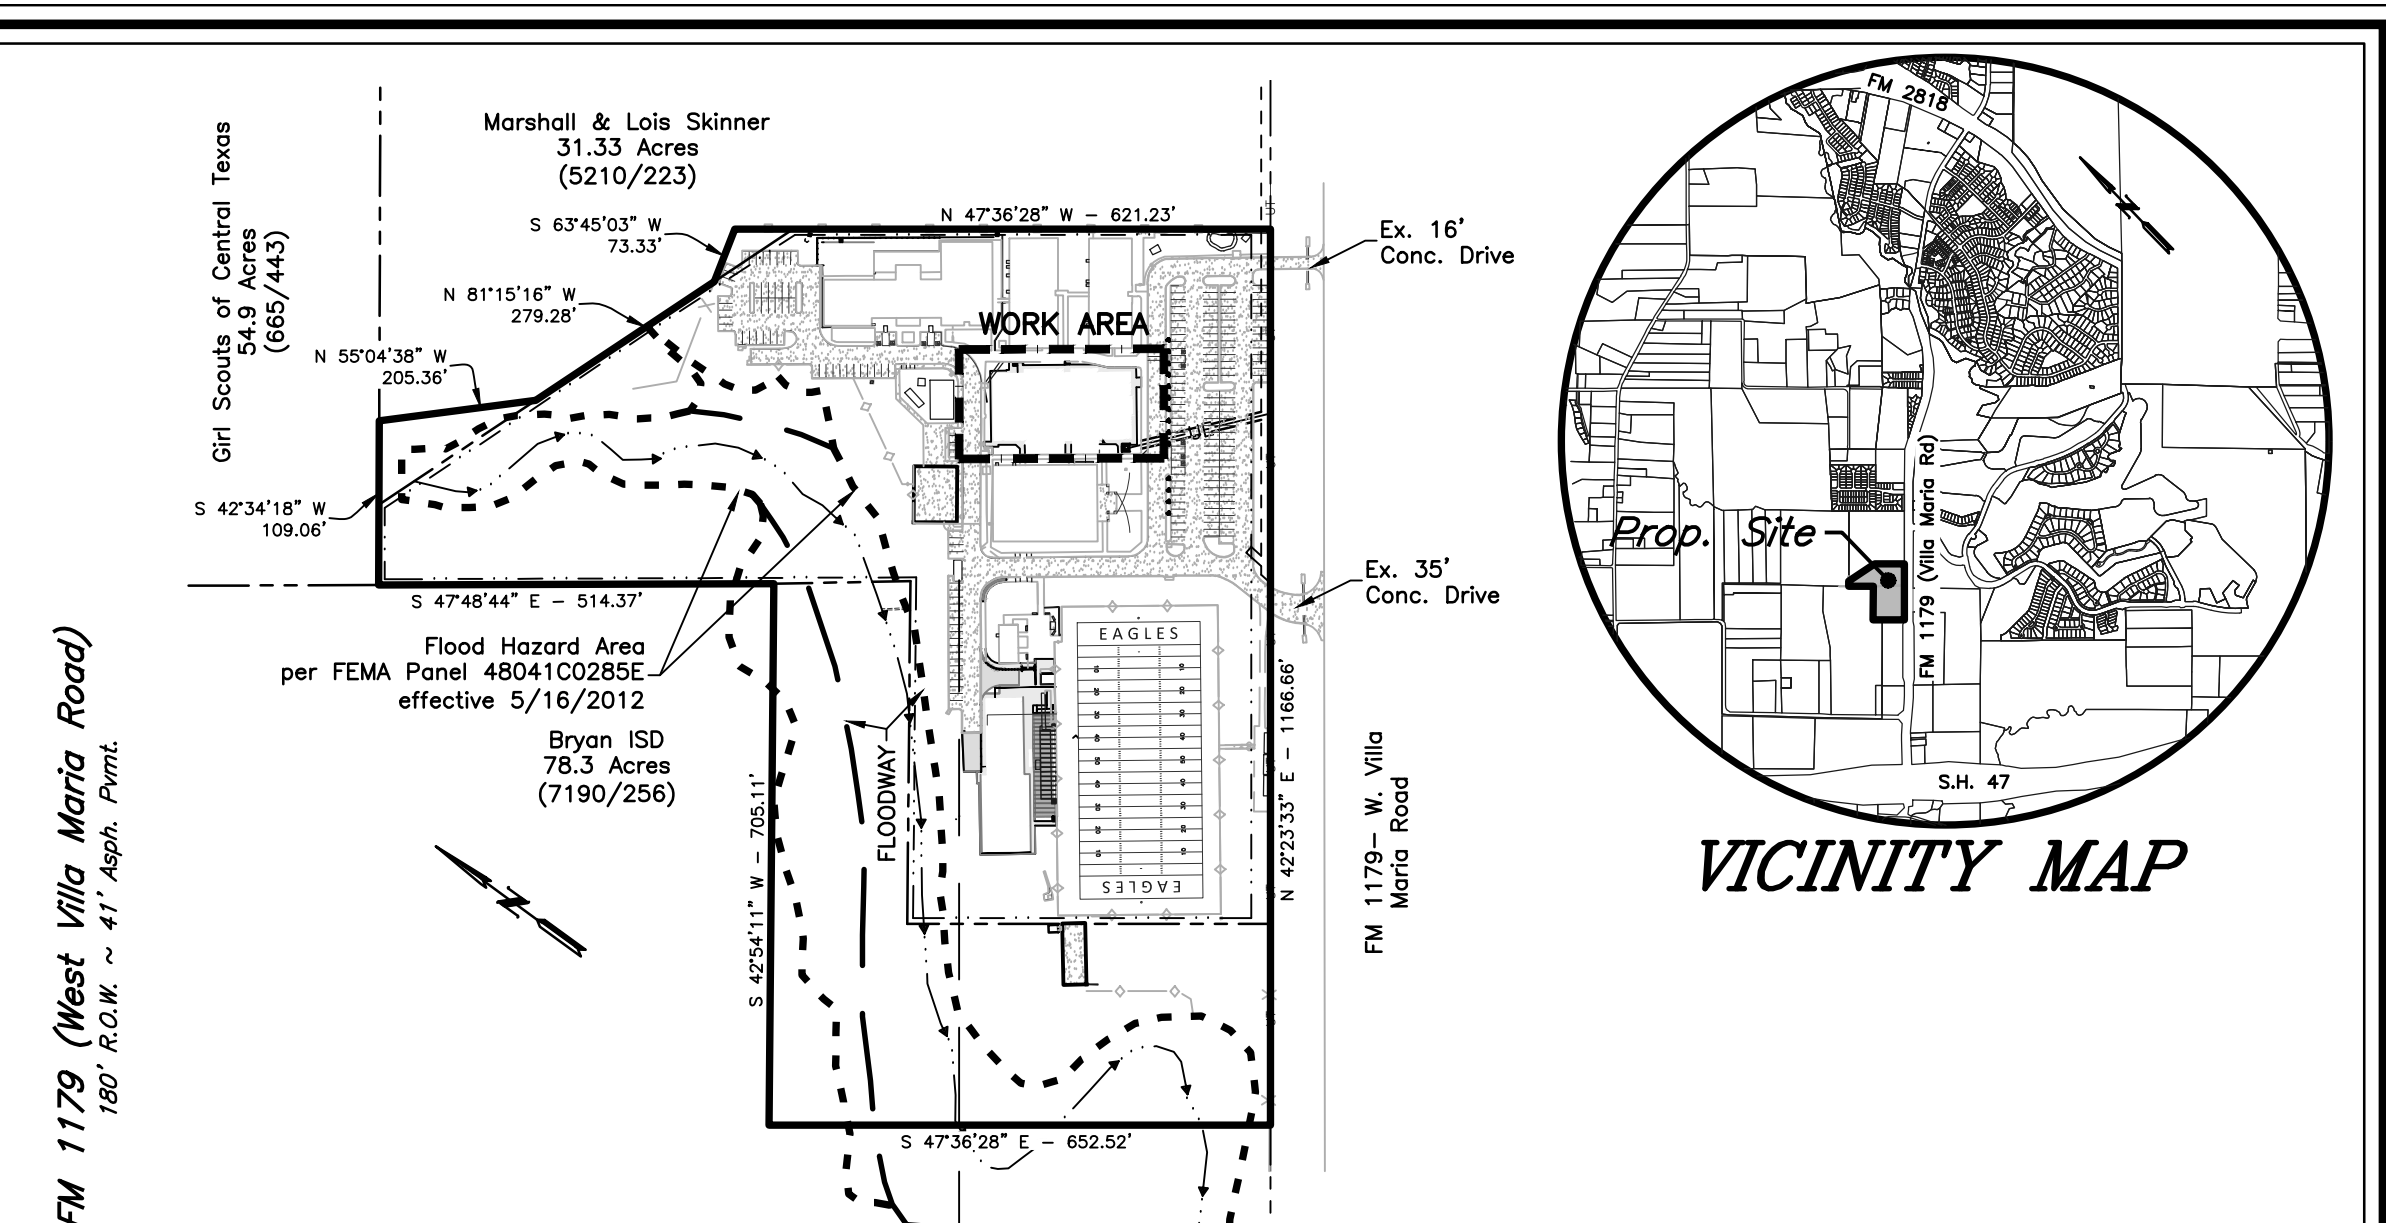 Marshall & Lois Skinner
31.33 Acres
(5210/223)
Girl Scouts of Central Texas
54.9 Acres
(665/443)
N 47°36'28" W - 621.23'
S 63°45'03" W
73.33'
N 81°15'16" W
279.28'
N 55°04'38" W
205.36'
S 42°34'18" W
109.06'
S 47°48'44" E - 514.37'
WORK AREA
Ex. 16'
Conc. Drive
Ex. 35'
Conc. Drive
Flood Hazard Area
per FEMA Panel 48041C0285E
effective 5/16/2012
Bryan ISD
78.3 Acres
(7190/256)
FLOODWAY
S 42°54'11" W - 705.11'
EAGLES
EAGLES
N 42°23'33" E - 1166.66'
FM 1179- W. Villa
Maria Road
S 47°36'28" E - 652.52'
FM 1179 (West Villa Maria Road)
180' R.O.W. ~ 41' Asph. Pvmt.
N
FM 2818
N
Prop. Site
FM 1179 (Villa Maria Rd)
S.H. 47
VICINITY MAP